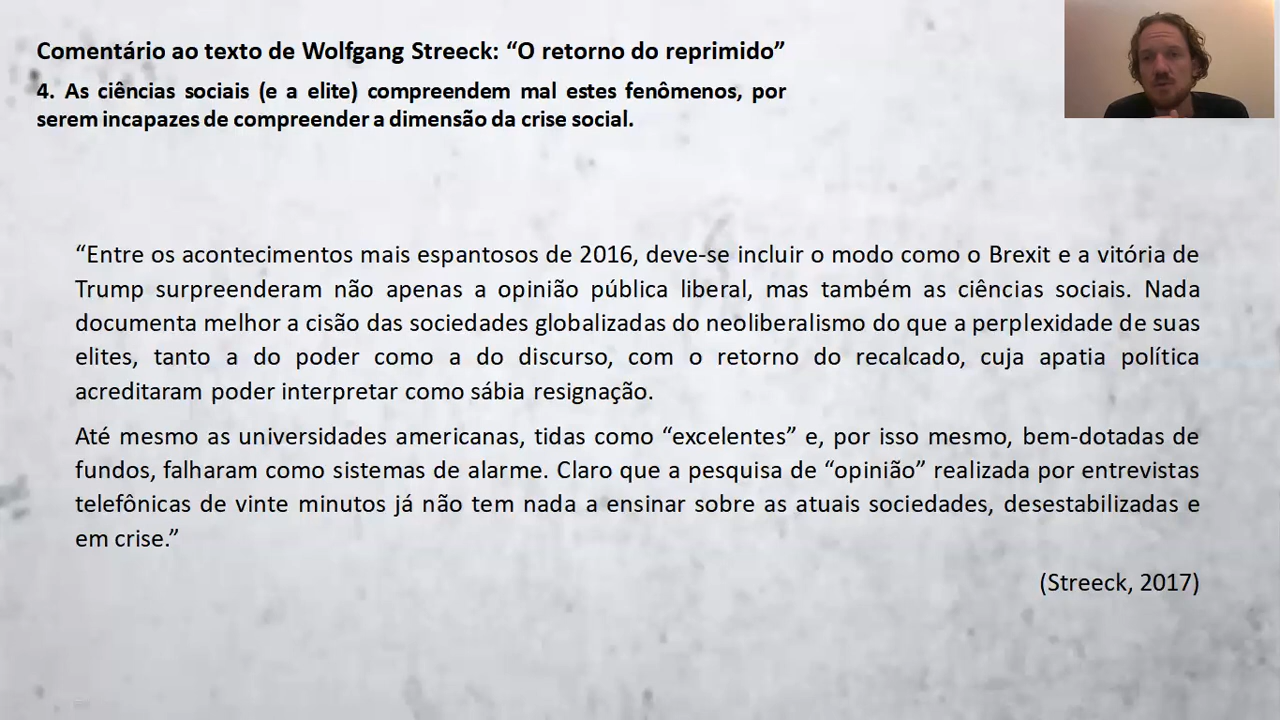 Comentário ao texto de Wolfgang Streeck: “O retorno do reprimido”
4. As ciências sociais (e a elite) compreendem mal estes fenômenos, por
serem incapazes de compreender a dimensão da crise social.
“Entre os acontecimentos mais espantosos de 2016, deve-se incluir o modo como o Brexit e a vitória de
Trump surpreenderam não apenas a opinião pública liberal, mas também as ciências sociais. Nada
documenta melhor a cisão das sociedades globalizadas do neoliberalismo do que a perplexidade de suas
elites, tanto a do poder como a do discurso, com o retorno do recalcado, cuja apatia política
acreditaram poder interpretar como sábia resignação.
Até mesmo as universidades americanas, tidas como “excelentes” e, por isso mesmo, bem-dotadas de
fundos, falharam como sistemas de alarme. Claro que a pesquisa de “opinião” realizada por entrevistas
telefônicas de vinte minutos já não tem nada a ensinar sobre as atuais sociedades, desestabilizadas e
em crise.”
(Streeck, 2017)